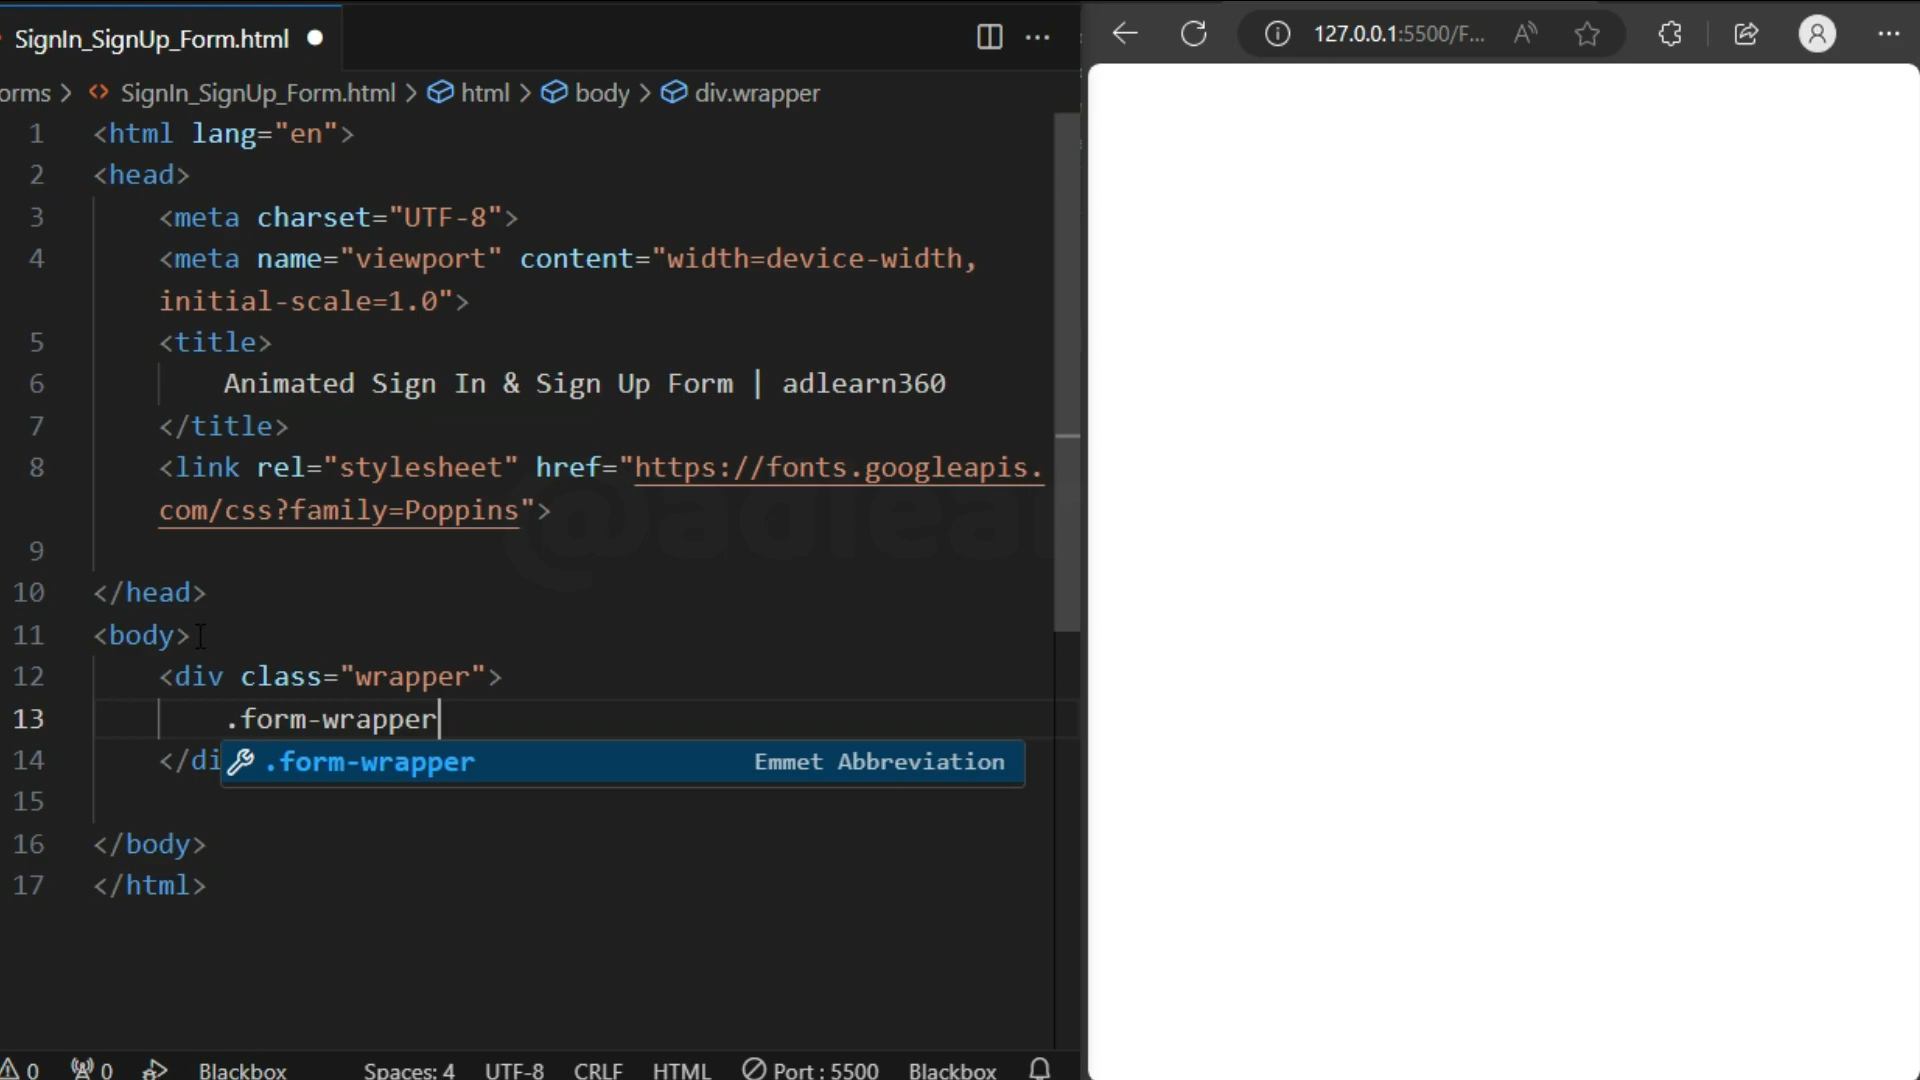 SignIn_SignUp_Form.html
127.0.0.1:5500/F...
orms > SignIn_SignUp_Form.html > html > body > div.wrapper
1 <html lang="en">
2 <head>
3 <meta charset="UTF-8">
4 <meta name="viewport" content="width=device-width,
initial-scale=1.0">
5 <title>
6 Animated Sign In & Sign Up Form | adlearn360
7 </title>
8 <link rel="stylesheet" href="https://fonts.googleapis.
com/css?family=Poppins">
@adlear
9
10 </head>
11 <body>
12 <div class="wrapper">
13 .form-wrapper
14 </di
.form-wrapper Emmet Abbreviation
15
16 </body>
17 </html>
0 0 Blackbox Spaces: 4 UTF-8 CRLF HTML Port : 5500 Blackbox